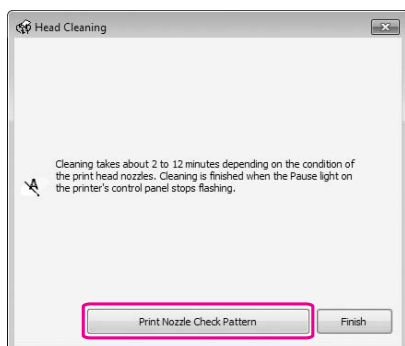 Head Cleaning
Cleaning takes about 2 to 12 minutes depending on the condition of
the print head nozzles. Cleaning is finished when the Pause light on
the printer's control panel stops flashing.
Print Nozzle Check Pattern Finish